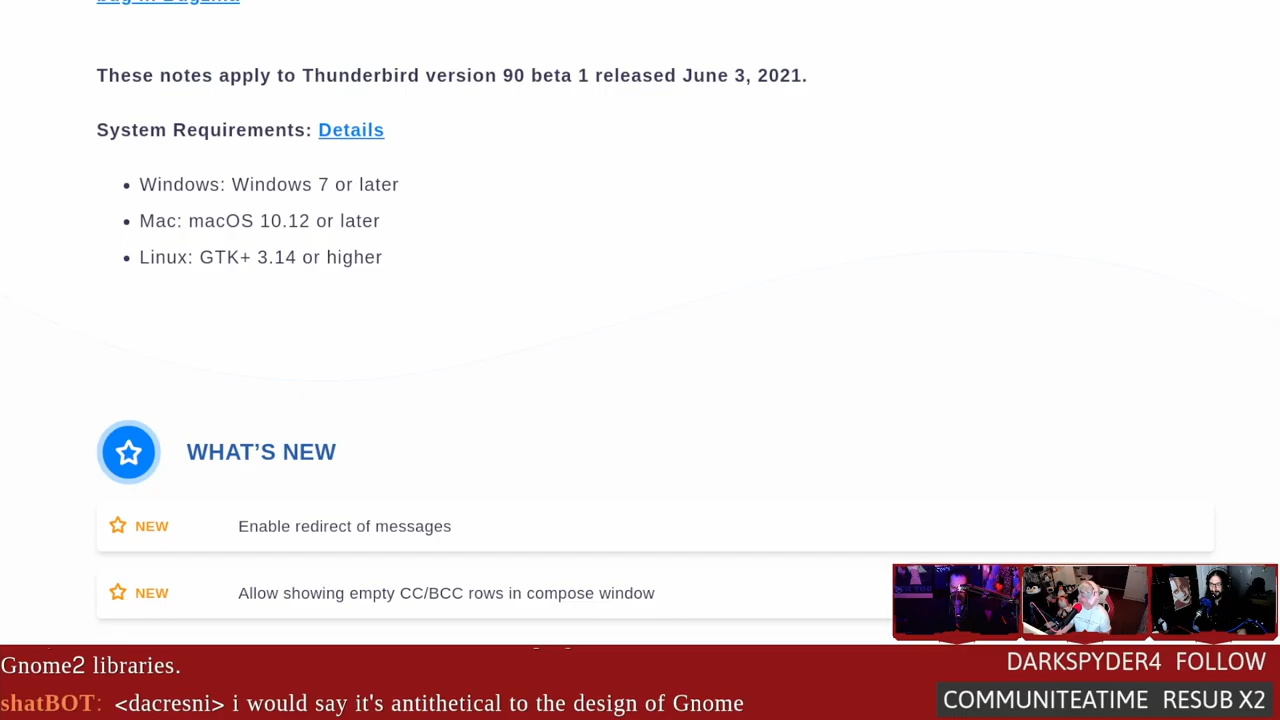 bug in Bugzilla
These notes apply to Thunderbird version 90 beta 1 released June 3, 2021.
System Requirements: Details
Windows: Windows 7 or later
Mac: macOS 10.12 or later
Linux: GTK+ 3.14 or higher
WHAT’S NEW
NEW Enable redirect of messages
NEW Allow showing empty CC/BCC rows in compose window
Gnome2 libraries.
shatBOT: <dacresni> i would say it's antithetical to the design of Gnome
DARKSPYDER4 FOLLOW
COMMUNITEATIME RESUB X2